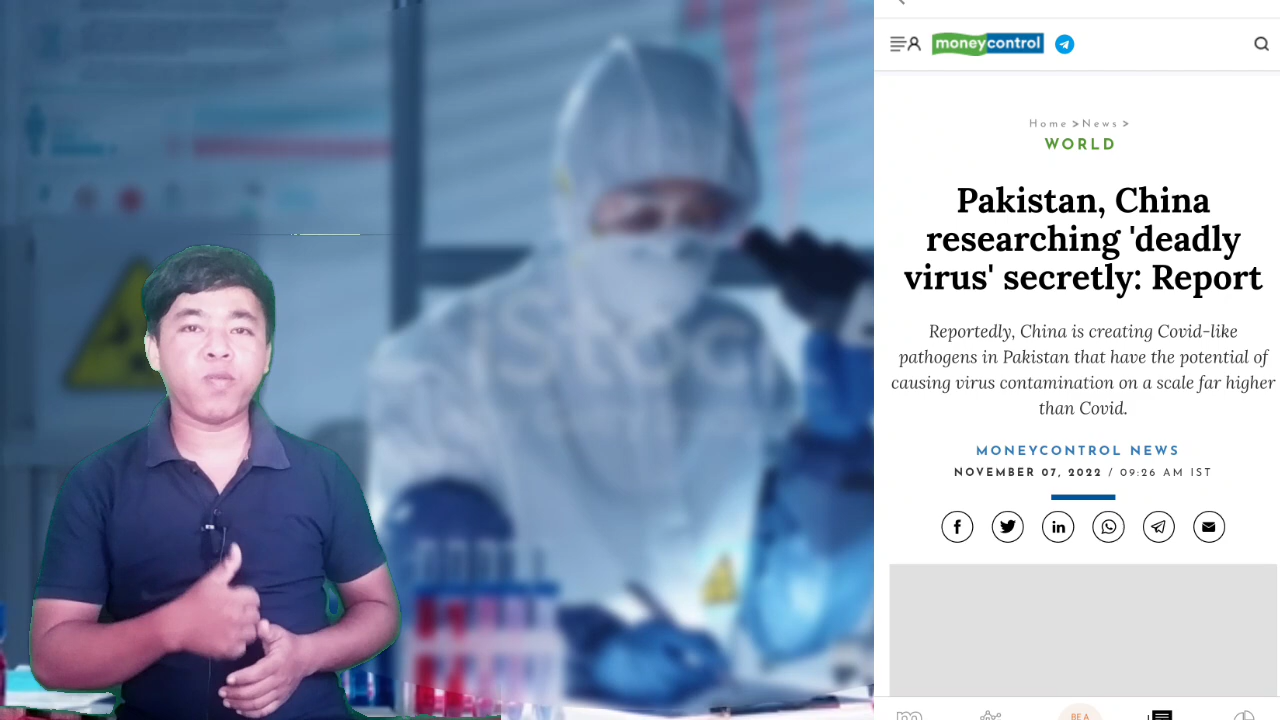 iStock
moneycontrol
Home > News >
WORLD
Pakistan, China
researching 'deadly
virus' secretly: Report
Reportedly, China is creating Covid-like
pathogens in Pakistan that have the potential of
causing virus contamination on a scale far higher
than Covid.
MONEYCONTROL NEWS
NOVEMBER 07, 2022 / 09:26 AM IST
BE A